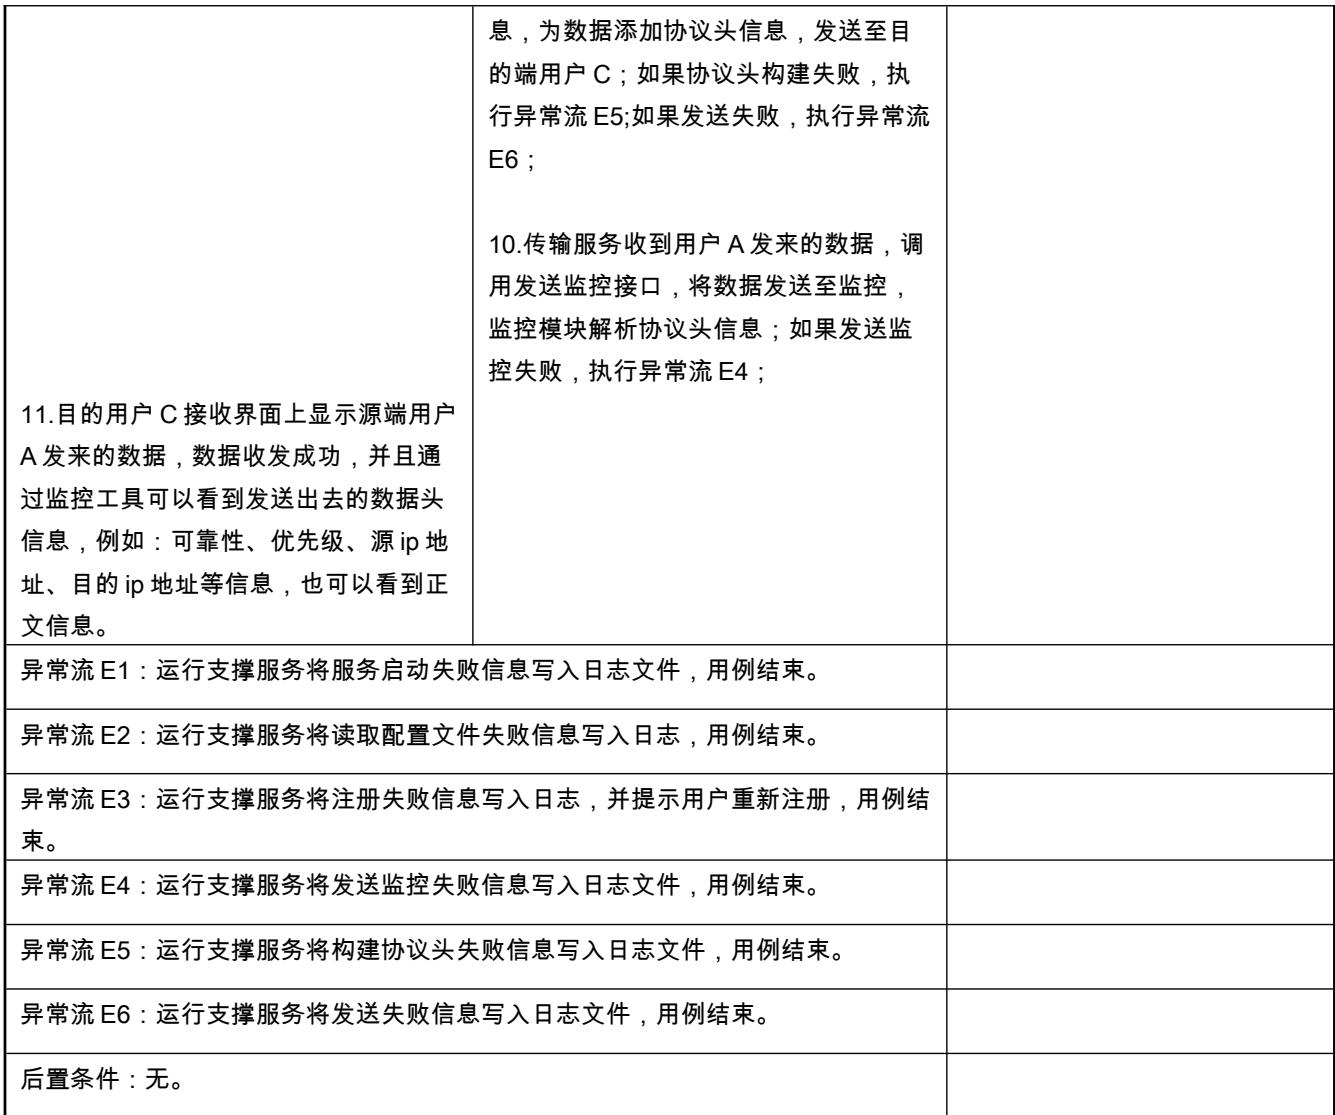 息，为数据添加协议头信息，发送至目
的端用户 C；如果协议头构建失败，执
行异常流 E5;如果发送失败，执行异常流
E6；
10.传输服务收到用户 A 发来的数据，调
用发送监控接口，将数据发送至监控，
监控模块解析协议头信息；如果发送监
控失败，执行异常流 E4；
11.目的用户 C 接收界面上显示源端用户
A 发来的数据，数据收发成功，并且通
过监控工具可以看到发送出去的数据头
信息，例如：可靠性、优先级、源 ip 地
址、目的 ip 地址等信息，也可以看到正
文信息。
异常流 E1：运行支撑服务将服务启动失败信息写入日志文件，用例结束。
异常流 E2：运行支撑服务将读取配置文件失败信息写入日志，用例结束。
异常流 E3：运行支撑服务将注册失败信息写入日志，并提示用户重新注册，用例结
束。
异常流 E4：运行支撑服务将发送监控失败信息写入日志文件，用例结束。
异常流 E5：运行支撑服务将构建协议头失败信息写入日志文件，用例结束。
异常流 E6：运行支撑服务将发送失败信息写入日志文件，用例结束。
后置条件：无。